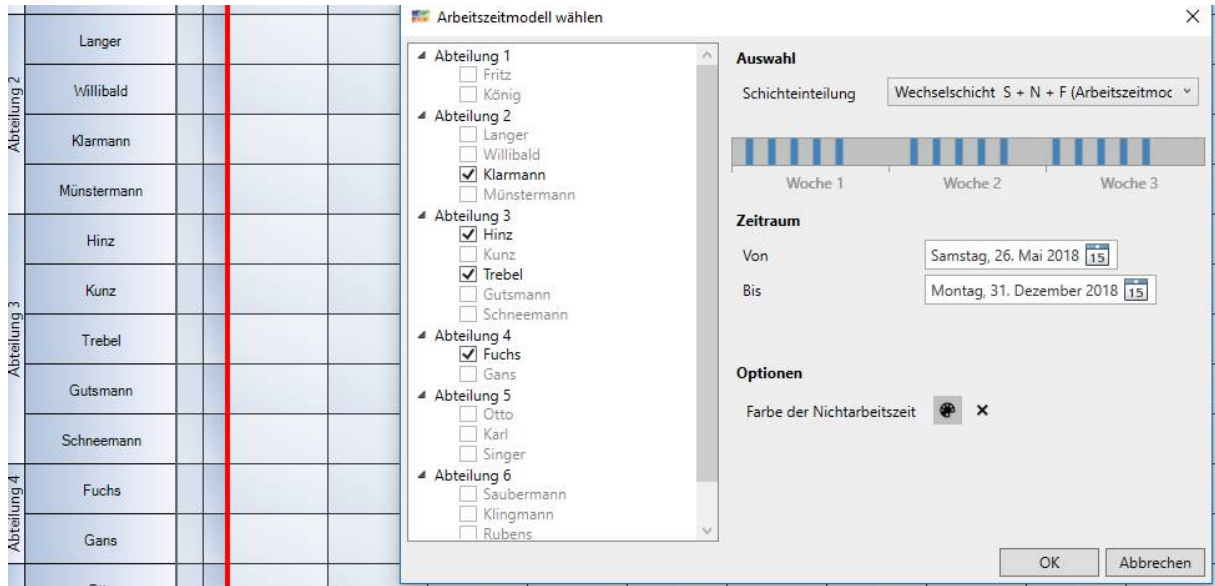 Abteilung 2
Langer
Willibald
Klarmann
Münstermann
Abteilung 3
Hinz
Kunz
Trebel
Gutsmann
Schneemann
Abteilung 4
Fuchs
Gans
Arbeitszeitmodell wählen
Abteilung 1
Fritz
König
Abteilung 2
Langer
Willibald
Klarmann
Münstermann
Abteilung 3
Hinz
Kunz
Trebel
Gutsmann
Schneemann
Abteilung 4
Fuchs
Gans
Abteilung 5
Otto
Karl
Singer
Abteilung 6
Saubermann
Klingmann
Rubens
Auswahl
Schichteinteilung Wechselschicht S + N + F (Arbeitszeitmoc
Woche 1 Woche 2 Woche 3
Zeitraum
Von Samstag, 26. Mai 2018 15
Bis Montag, 31. Dezember 2018 15
Optionen
Farbe der Nichtarbeitszeit
OK Abbrechen